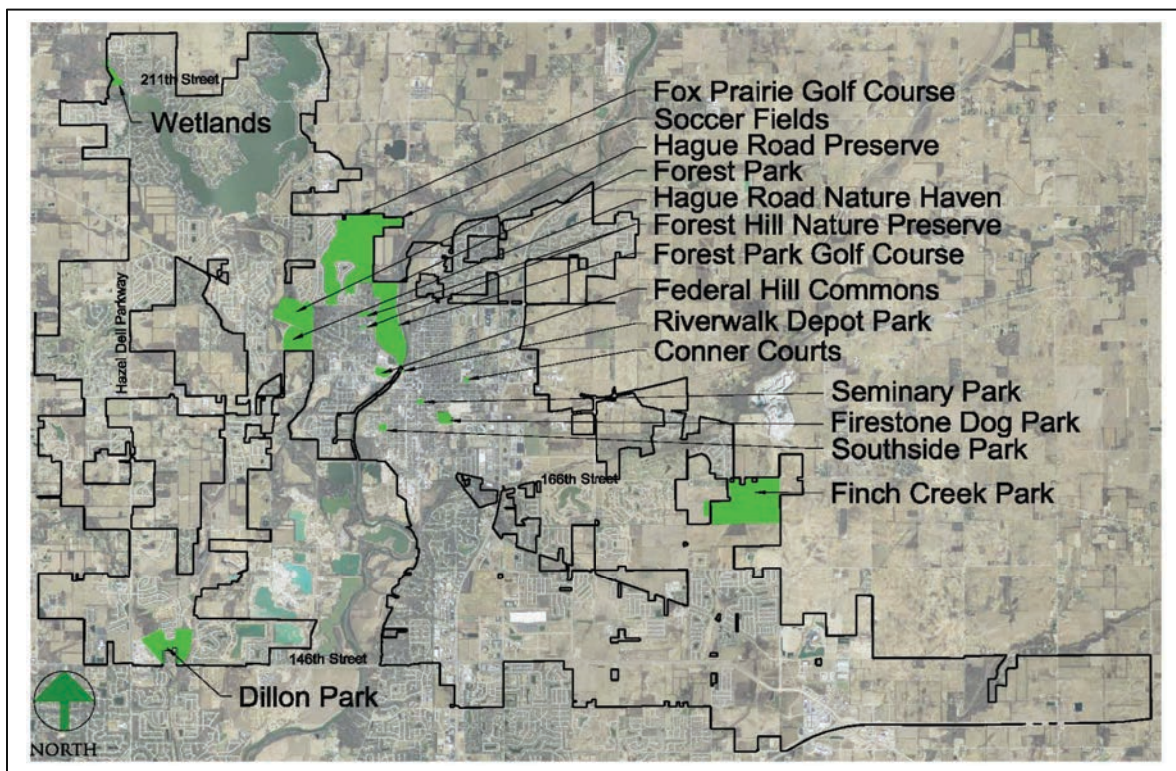 211th Street
Wetlands
Fox Prairie Golf Course
Soccer Fields
Hague Road Preserve
Forest Park
Hague Road Nature Haven
Forest Hill Nature Preserve
Forest Park Golf Course
Federal Hill Commons
Riverwalk Depot Park
Conner Courts
Hazel Dell Parkway
Seminary Park
Firestone Dog Park
Southside Park
166th Street
Finch Creek Park
146th Street
Dillon Park
NORTH